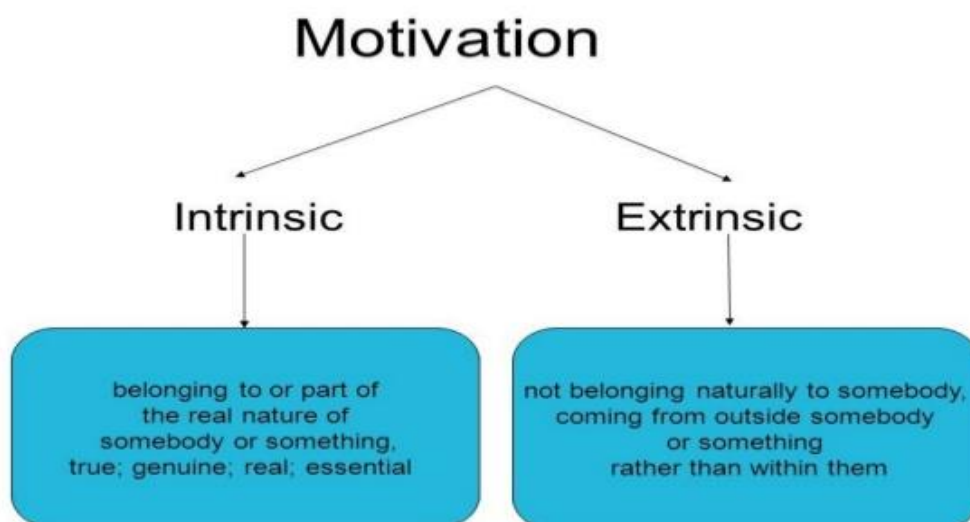 Motivation
Intrinsic
Extrinsic
belonging to or part of
the real nature of
somebody or something,
true; genuine; real; essential
not belonging naturally to somebody,
coming from outside somebody
or something
rather than within them